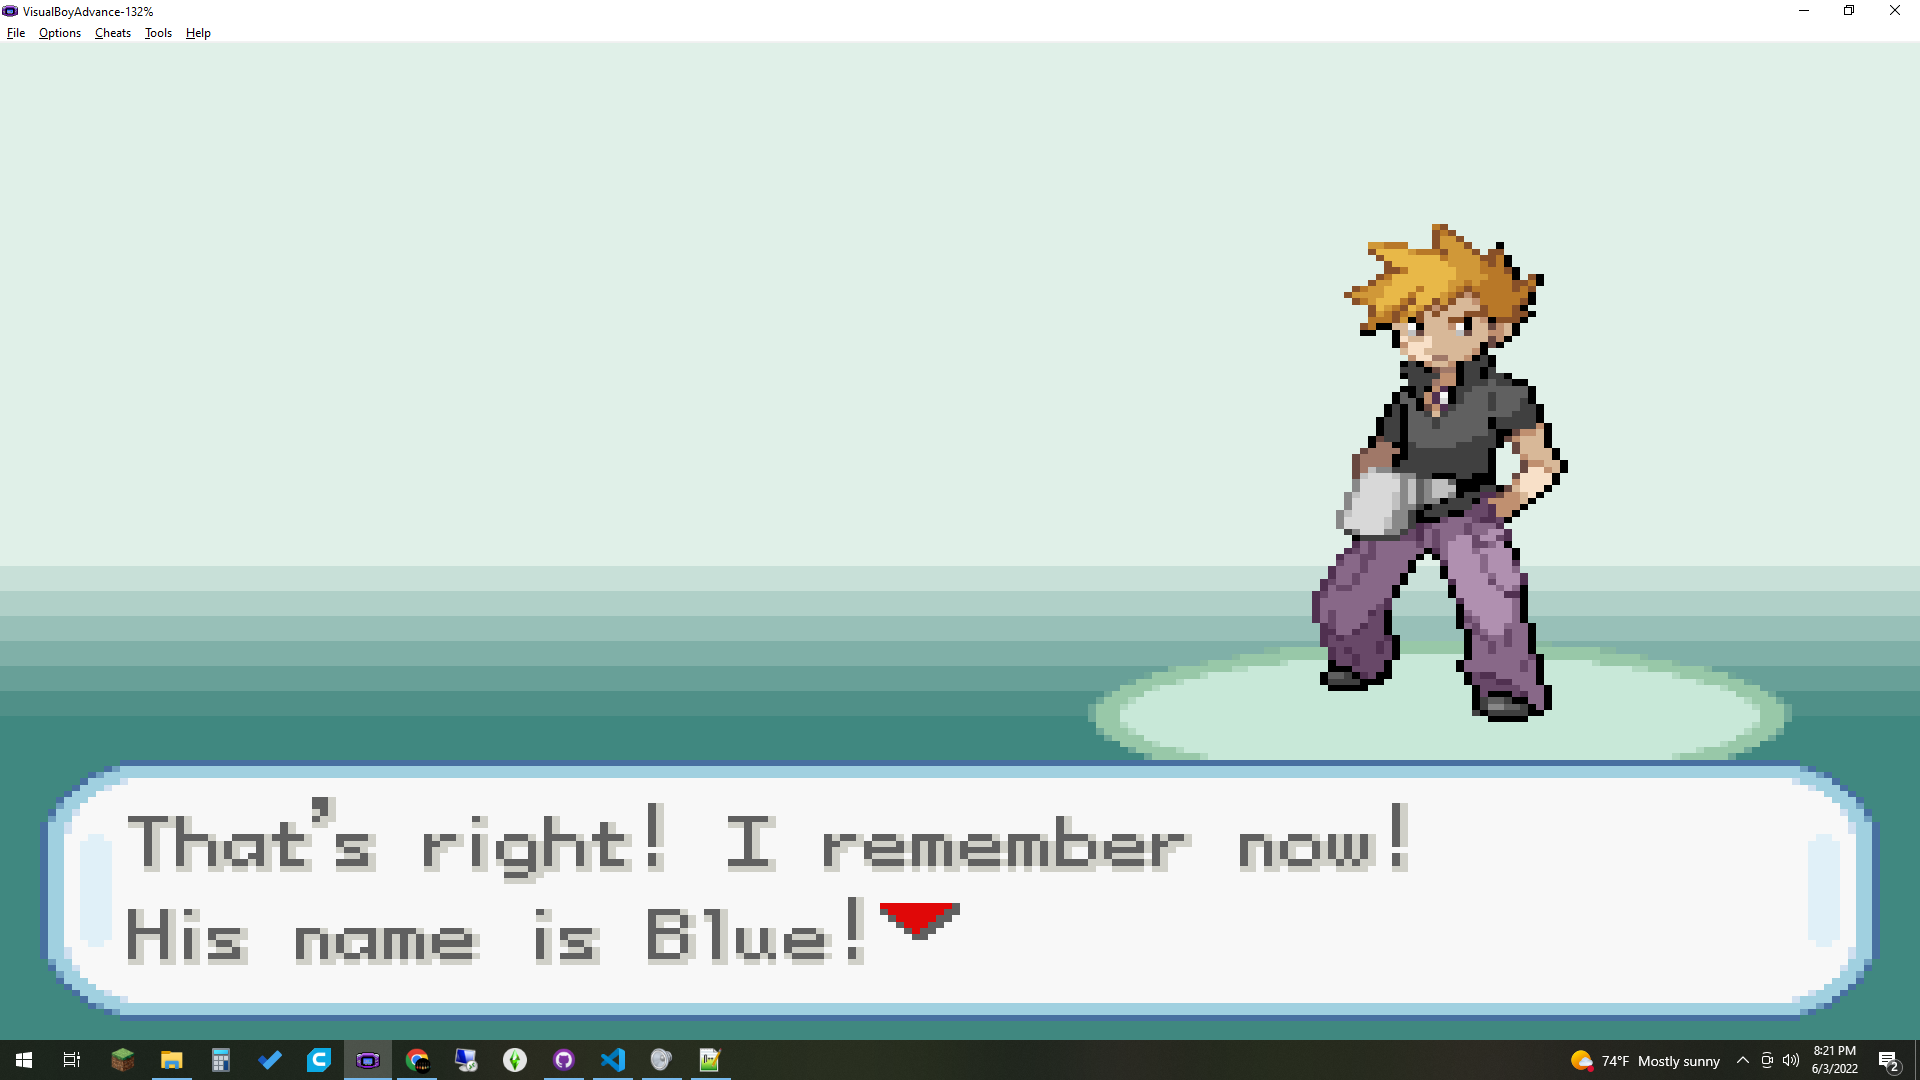 VisualBoyAdvance-132%
File Options Cheats Tools Help
That's right! I remember now!
His name is Blue!
74°F Mostly sunny
8:21 PM
6/3/2022
2